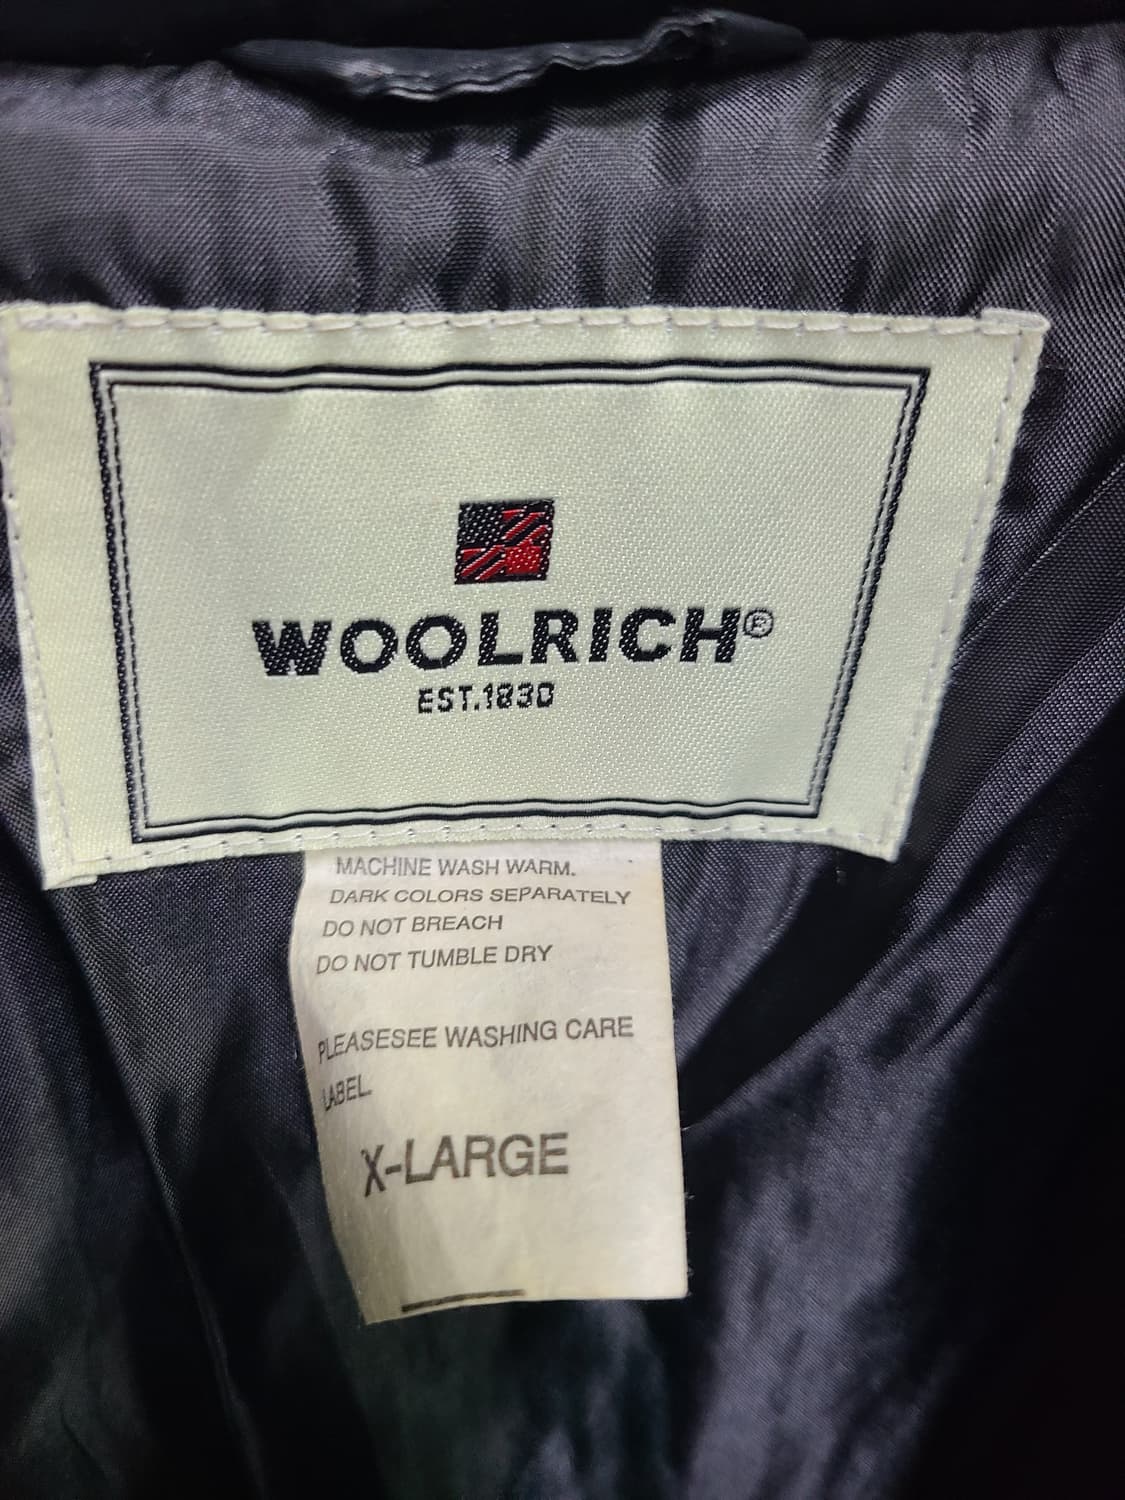 WOOLRICH®
EST.1830
MACHINE WASH WARM.
DARK COLORS SEPARATELY
DO NOT BREACH
DO NOT TUMBLE DRY
PLEASESEE WASHING CARE
LABEL.
X-LARGE